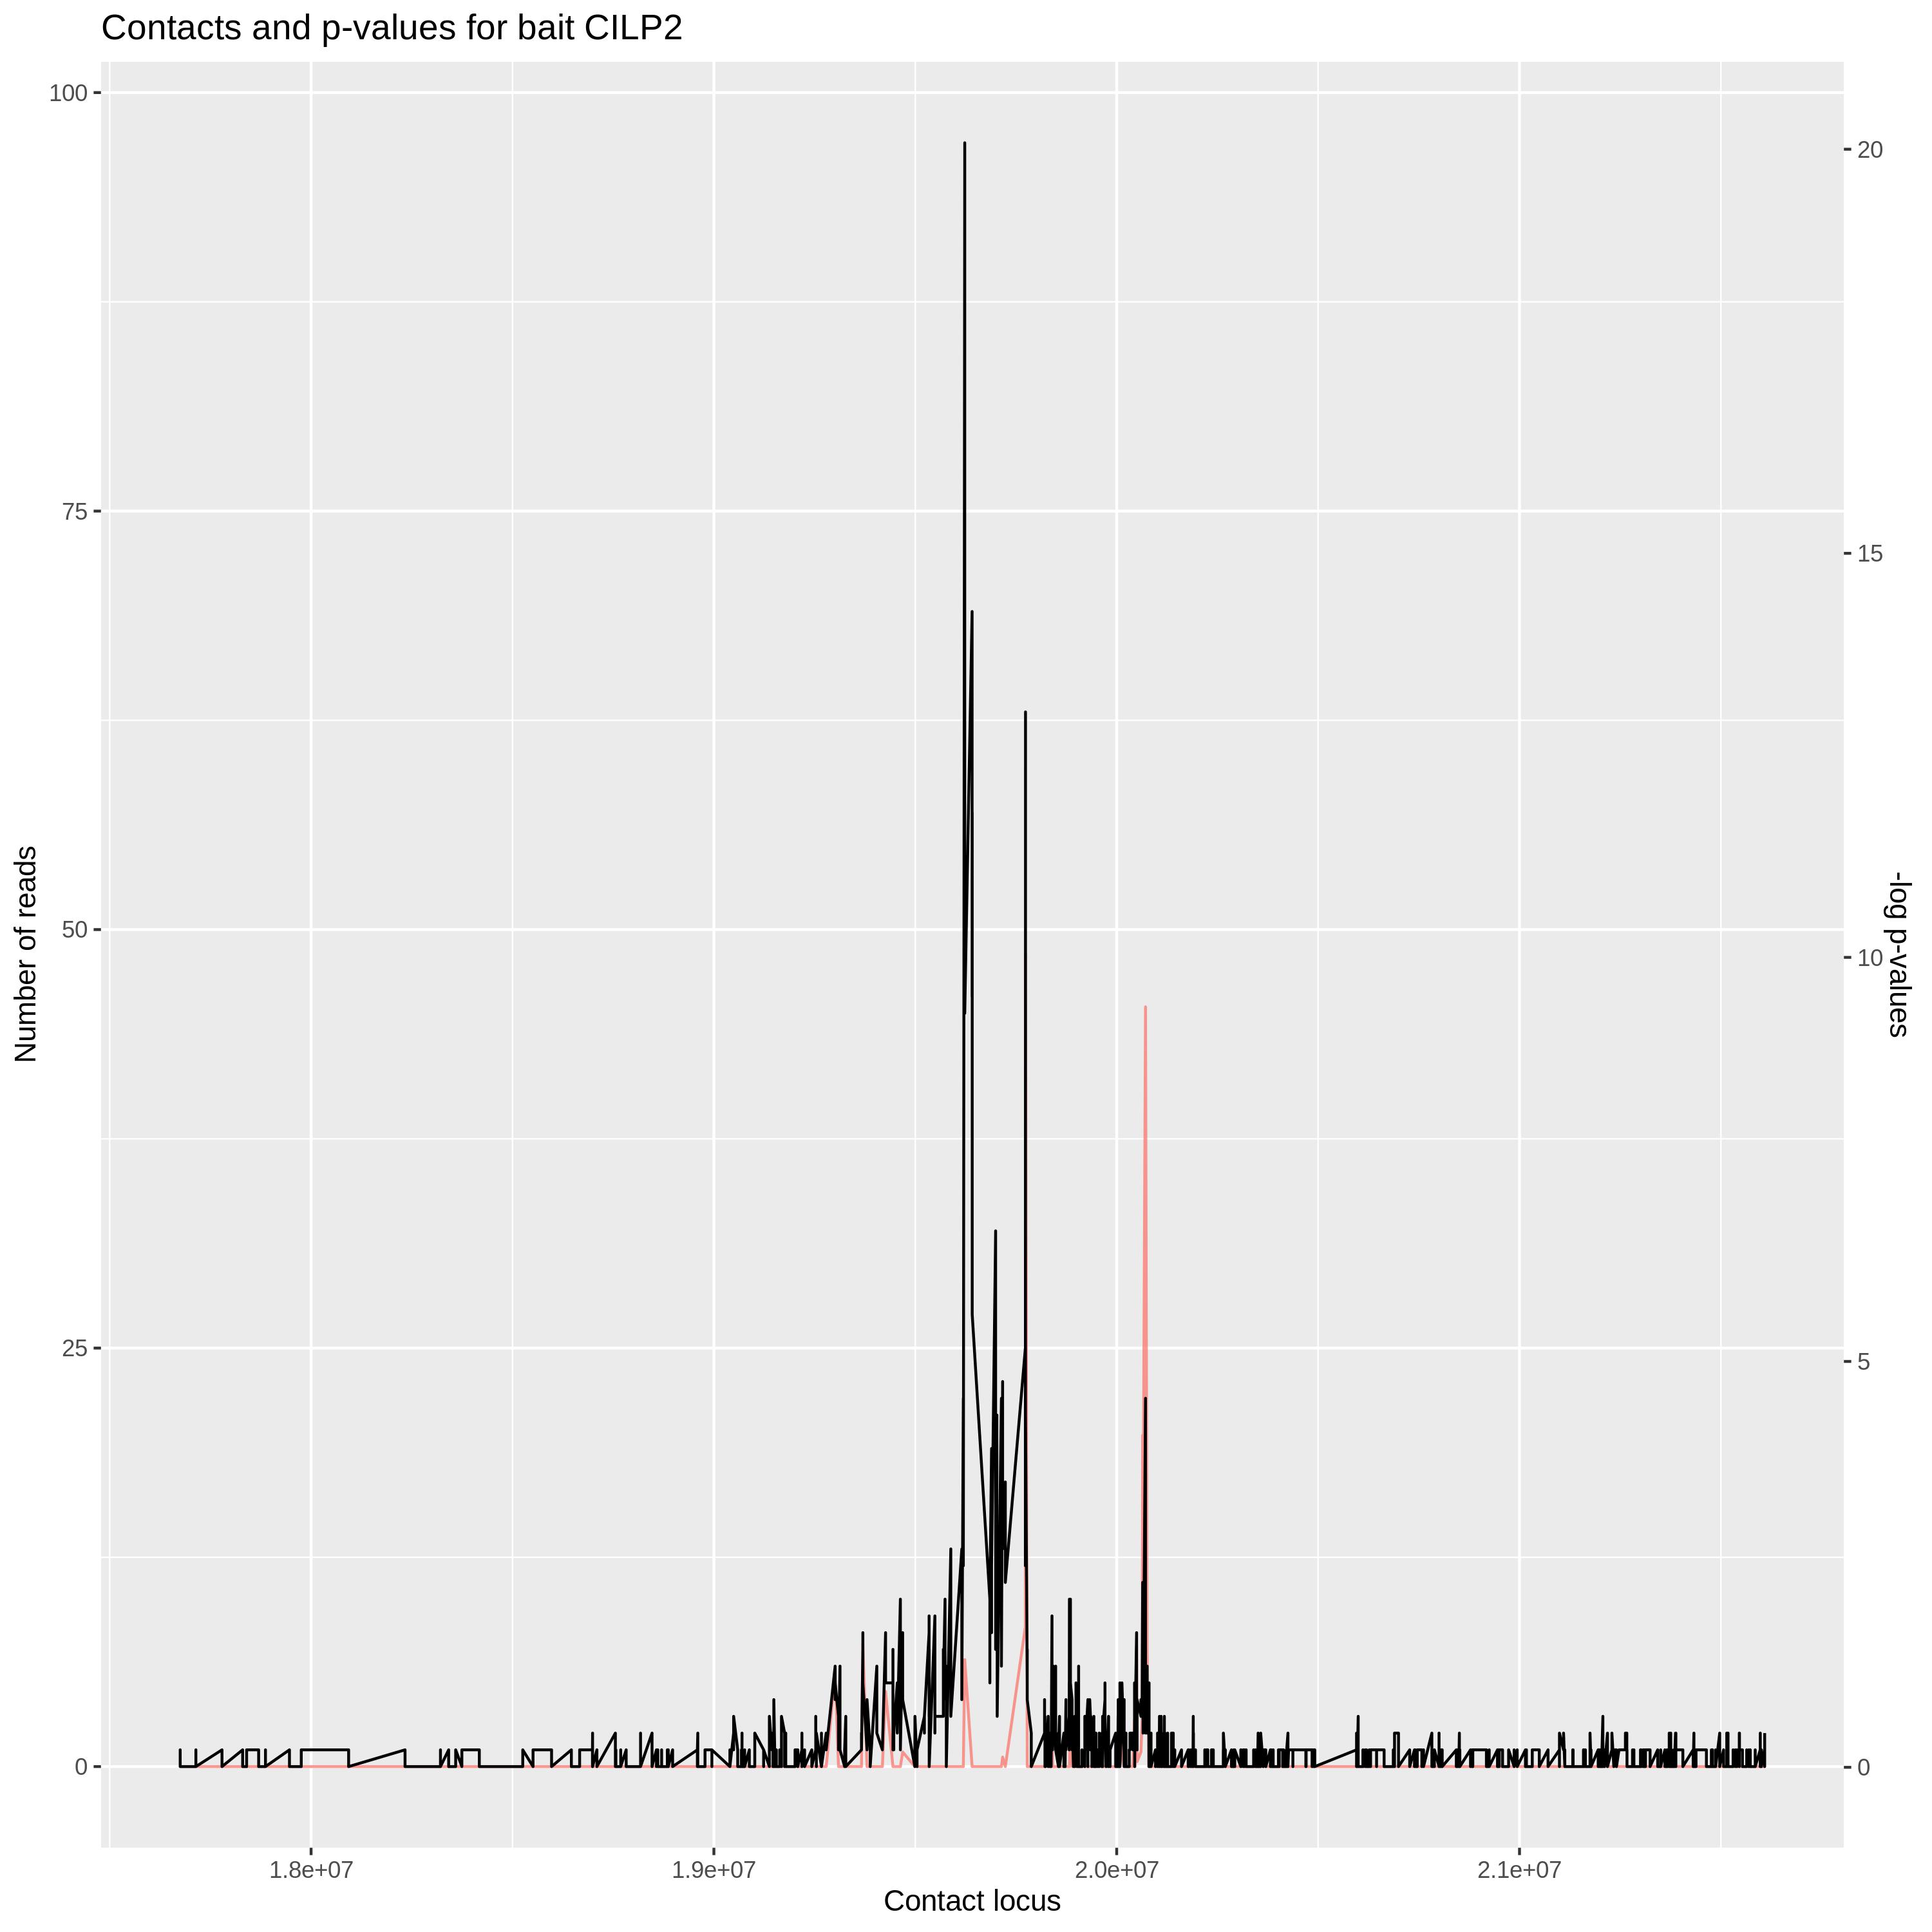 Contacts and p-values for bait CILP2
100
75
50
25
0
Number of reads
20
15
10
5
0
-log p-values
1.8e+07
1.9e+07
2.0e+07
2.1e+07
Contact locus